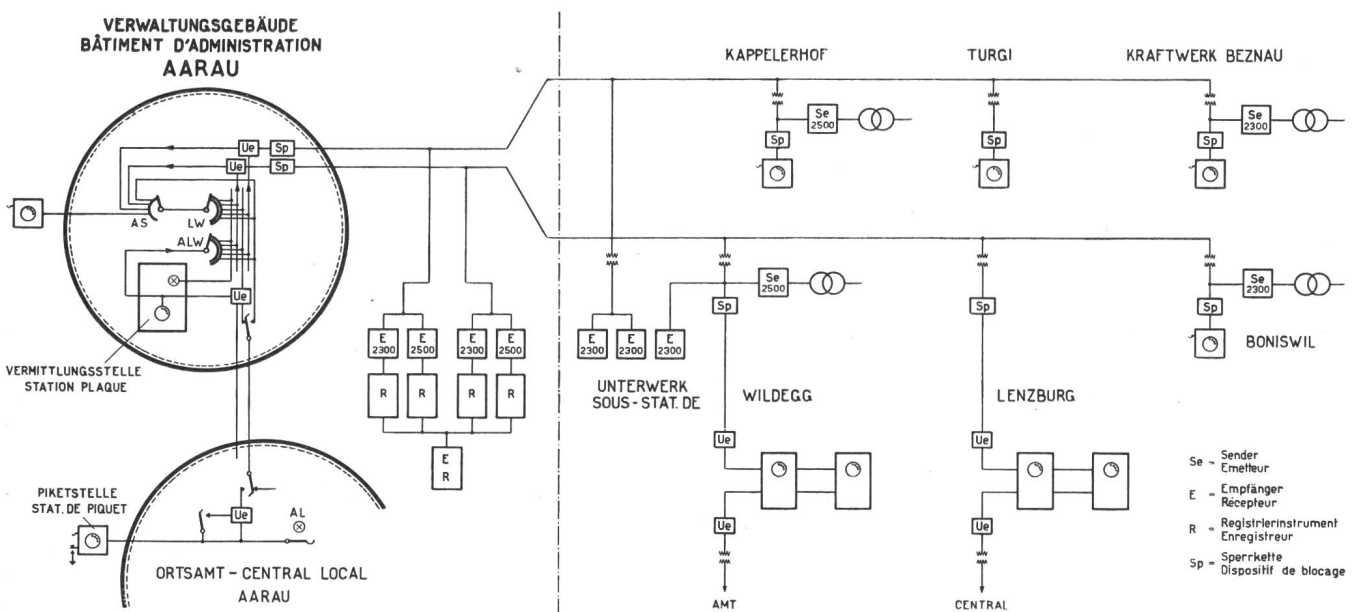 VERWALTUNGSGEBÄUDE
BÂTIMENT D'ADMINISTRATION
AARAU
KAPPELERHOF
TURGI
KRAFTWERK BEZNAU
Se
2500
Se
2300
Sp
Sp
Sp
Ue
Sp
Ue
Sp
AS
LW
ALW
Ue
VERMITTLUNGSSTELLE
STATION PLAQUE
Se
2500
Se
2300
Sp
Sp
Sp
BONISWIL
E
2300
E
2500
E
2300
E
2500
E
2300
E
2300
E
2300
R
R
R
R
UNTERWERK
SOUS-STAT. DE
WILDEGG
LENZBURG
E
R
Ue
Ue
Ue
Ue
Se = Sender
Emetteur
E = Empfänger
Récepteur
R = Registrierinstrument
Enregistreur
Sp = Sperrkette
Dispositif de blocage
PIKETSTELLE
STAT. DE PIQUET
Ue
AL
ORTSAMT - CENTRAL LOCAL
AARAU
AMT
CENTRAL